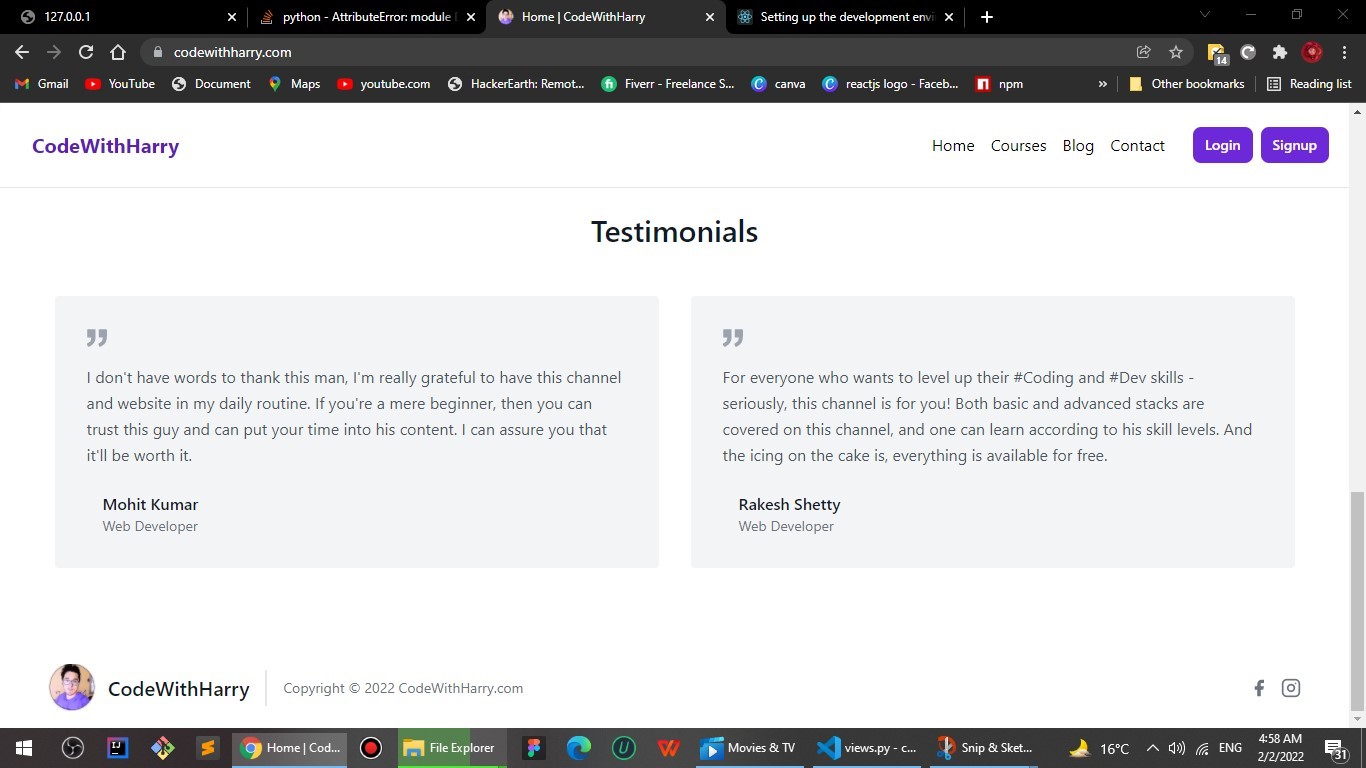 127.0.0.1
python - AttributeError: module
Home | CodeWithHarry
Setting up the development envi
codewithharry.com
14
Gmail YouTube Document Maps youtube.com HackerEarth: Remot... Fiverr - Freelance S... canva reactjs logo - Faceb... npm » Other bookmarks Reading list
CodeWithHarry
Home Courses Blog Contact Login Signup
Testimonials
I don't have words to thank this man, I'm really grateful to have this channel
and website in my daily routine. If you're a mere beginner, then you can
trust this guy and can put your time into his content. I can assure you that
it'll be worth it.
Mohit Kumar
Web Developer
For everyone who wants to level up their #Coding and #Dev skills -
seriously, this channel is for you! Both basic and advanced stacks are
covered on this channel, and one can learn according to his skill levels. And
the icing on the cake is, everything is available for free.
Rakesh Shetty
Web Developer
CodeWithHarry
Copyright © 2022 CodeWithHarry.com
Home | Cod... File Explorer Movies & TV views.py - c... Snip & Sket... 16°C ENG
4:58 AM
2/2/2022
31